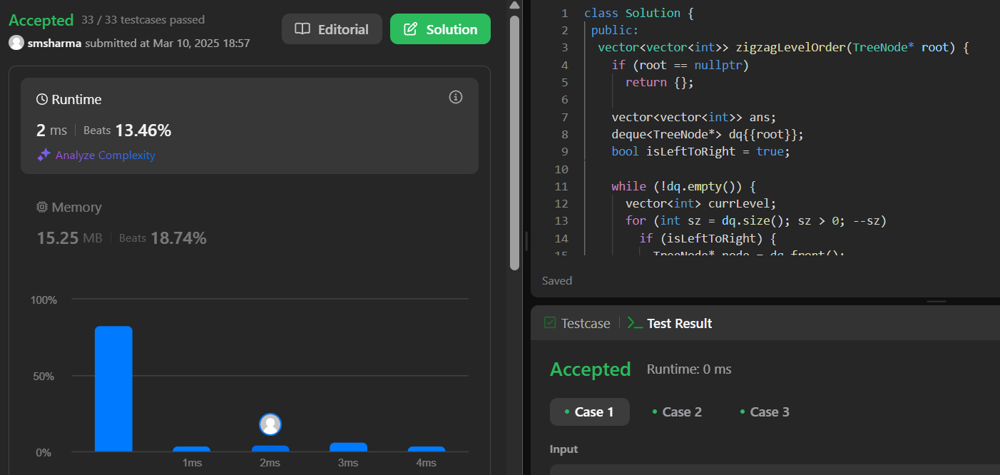 Accepted 33 / 33 testcases passed
smsharma submitted at Mar 10, 2025 18:57
Editorial
Solution
Runtime
2 ms | Beats 13.46%
Analyze Complexity
Memory
15.25 MB | Beats 18.74%
100%
50%
0%
1ms 2ms 3ms 4ms
1 class Solution {
2 public:
3 vector<vector<int>> zigzagLevelOrder(TreeNode* root) {
4 if (root == nullptr)
5 return {};
6
7 vector<vector<int>> ans;
8 deque<TreeNode*> dq{{root}};
9 bool isLeftToRight = true;
10
11 while (!dq.empty()) {
12 vector<int> currLevel;
13 for (int sz = dq.size(); sz > 0; --sz)
14 if (isLeftToRight) {
15 TreeNode* node = dq.front();
Saved
Testcase | Test Result
Accepted Runtime: 0 ms
Case 1 Case 2 Case 3
Input